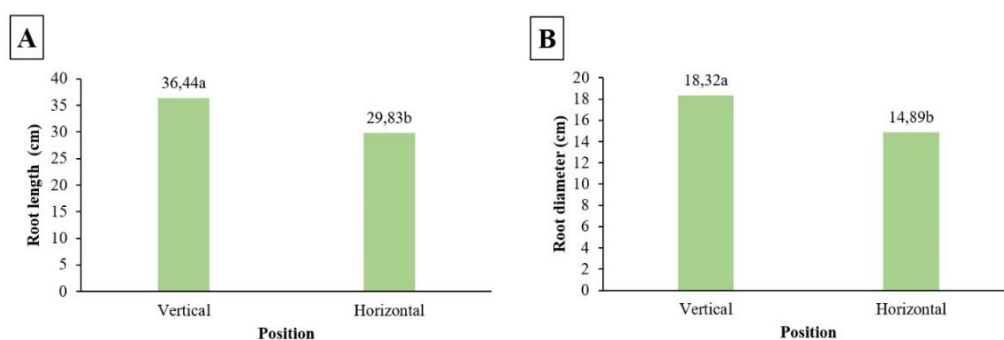 A
Root length (cm)
40
35
30
25
20
15
10
5
0
36,44a
29,83b
Vertical
Horizontal
Position
B
Root diameter (cm)
20
18
16
14
12
10
8
6
4
2
0
18,32a
14,89b
Vertical
Horizontal
Position